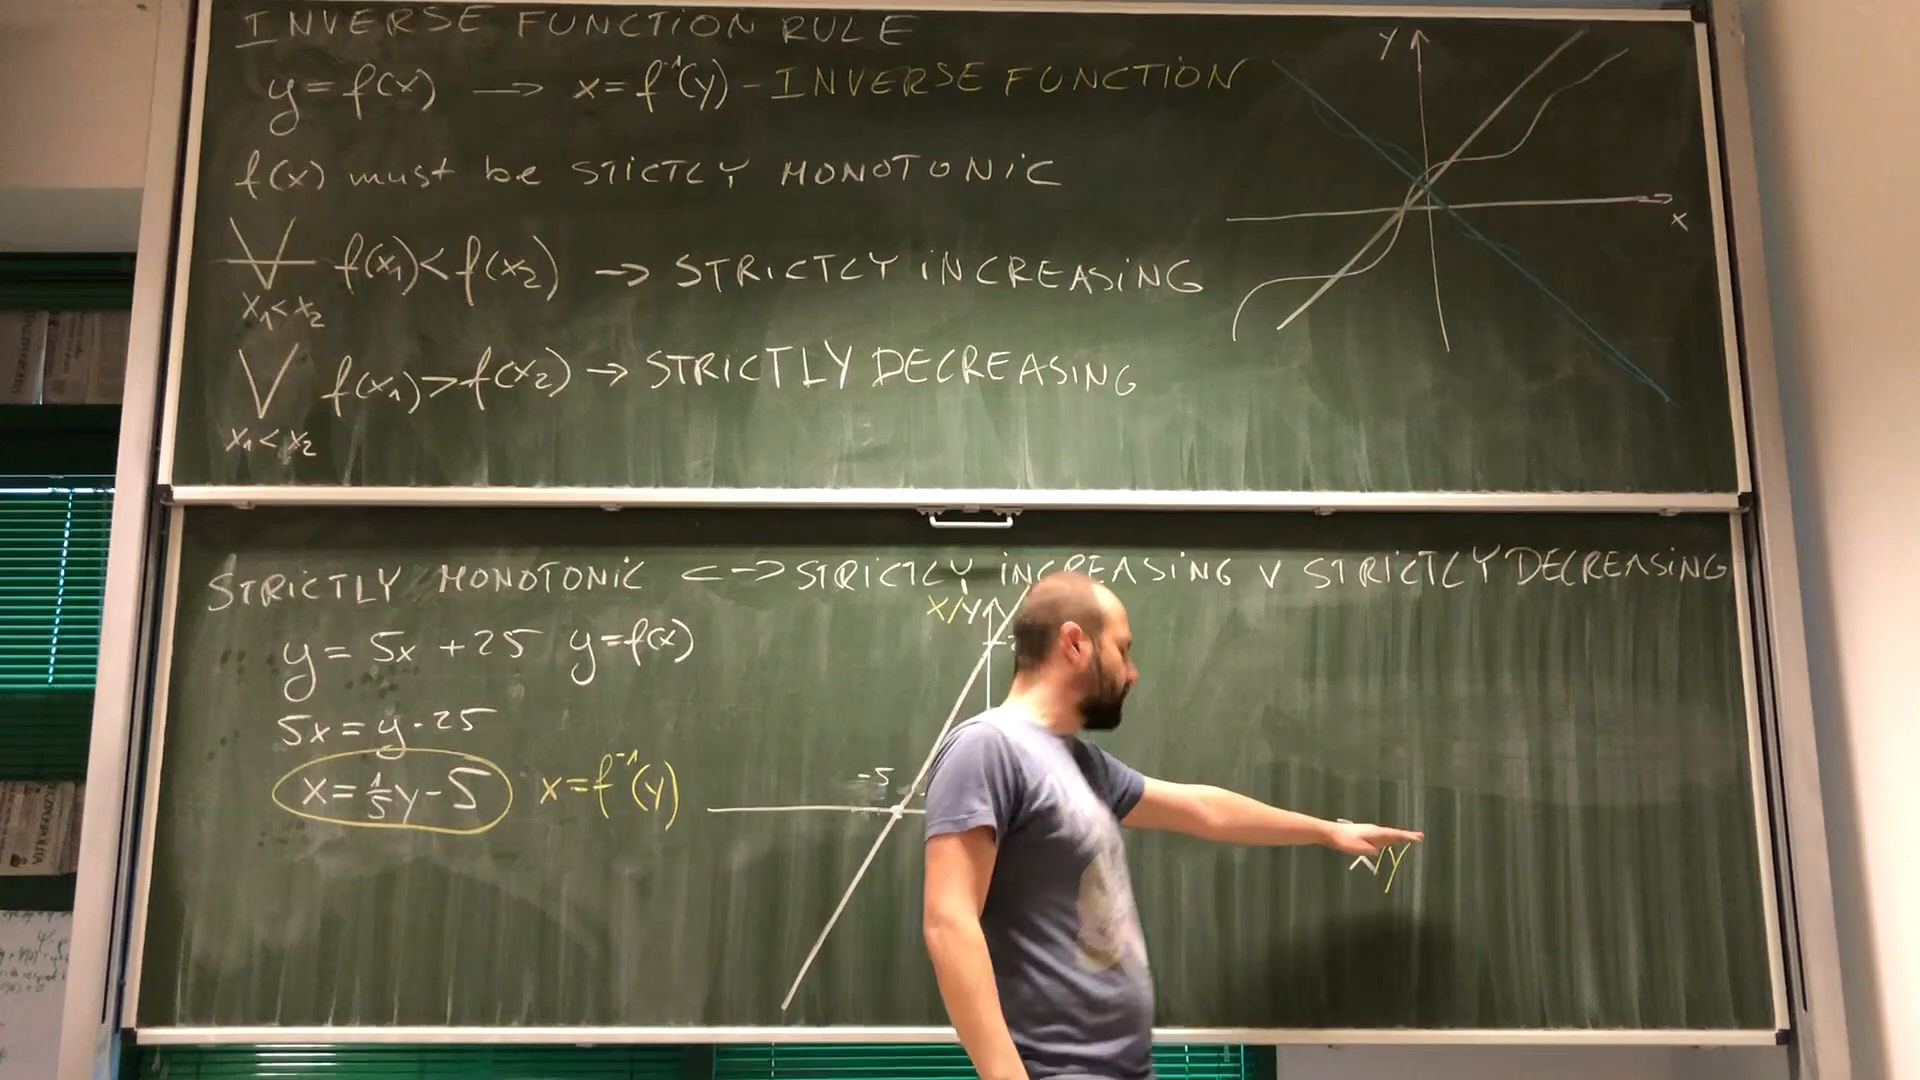 INVERSE FUNCTION RULE
y = f(x) → x = f⁻¹(y) - INVERSE FUNCTION
f(x) must be STICTLY MONOTONIC
∀ f(x₁) < f(x₂) → STRICTLY INCREASING
x₁ < x₂
∀ f(x₁) > f(x₂) → STRICTLY DECREASING
x₁ < x₂
y
x
STRICTLY MONOTONIC <-> STRICTLY INCREASING ∨ STRICTLY DECREASING
y = 5x + 25 y = f(x)
5x = y - 25
x = 1/5 y - 5 x = f⁻¹(y)
X/Y
-5
/Y